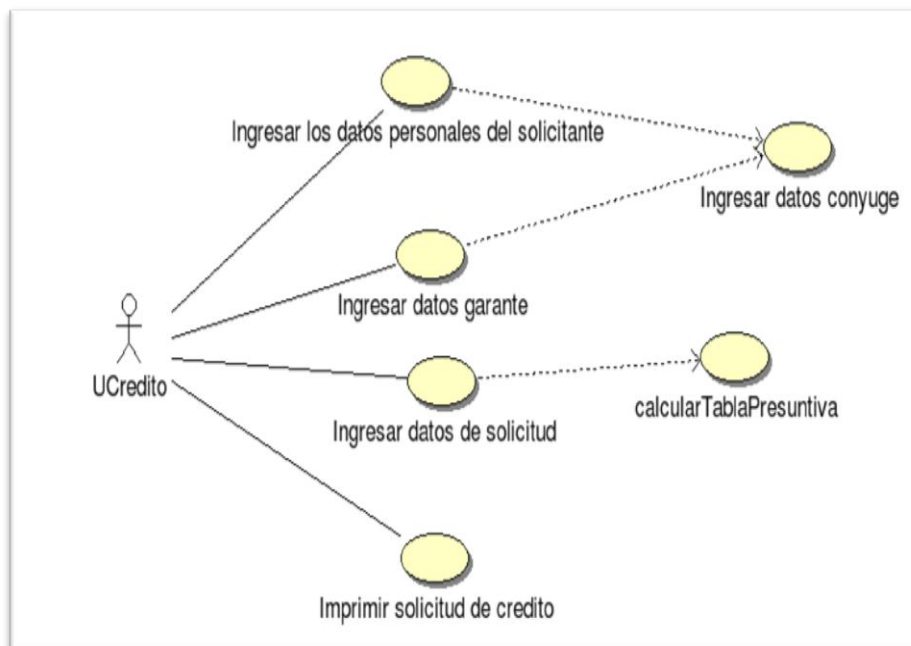 Ingresar los datos personales del solicitante
Ingresar datos conyuge
Ingresar datos garante
UCredito
calcularTablaPresuntiva
Ingresar datos de solicitud
Imprimir solicitud de credito